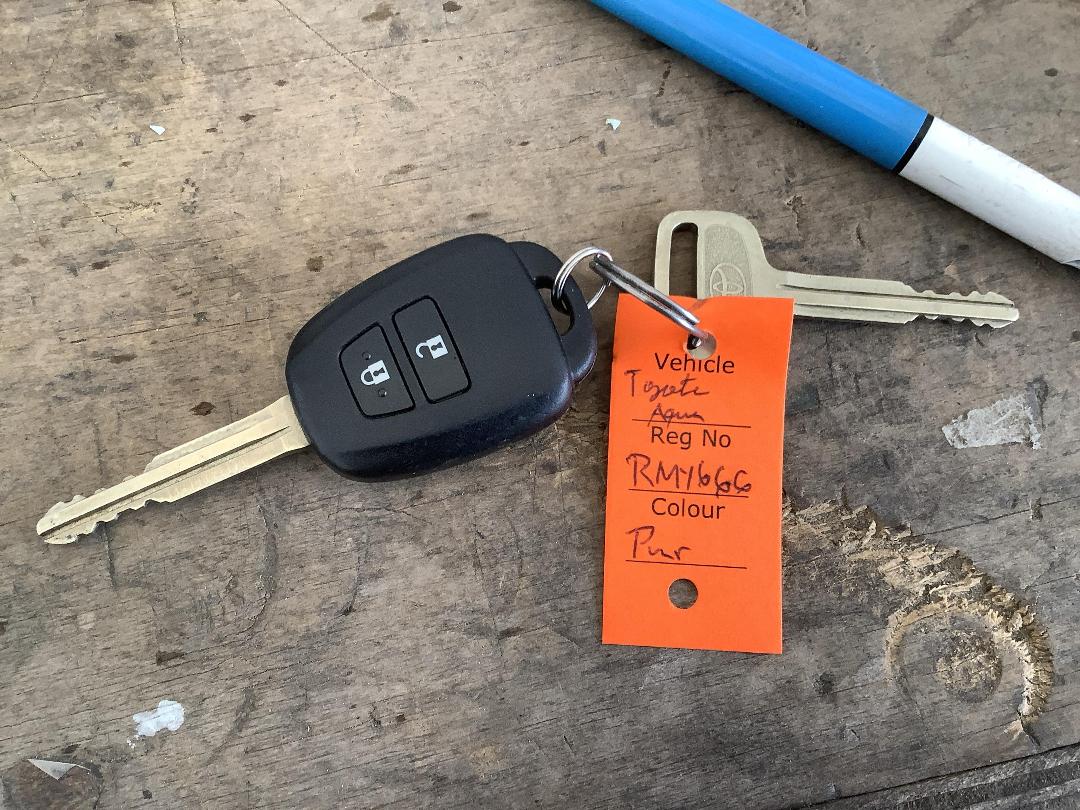 Vehicle
Toyota
Aqua
Reg No
RMY666
Colour
Pur